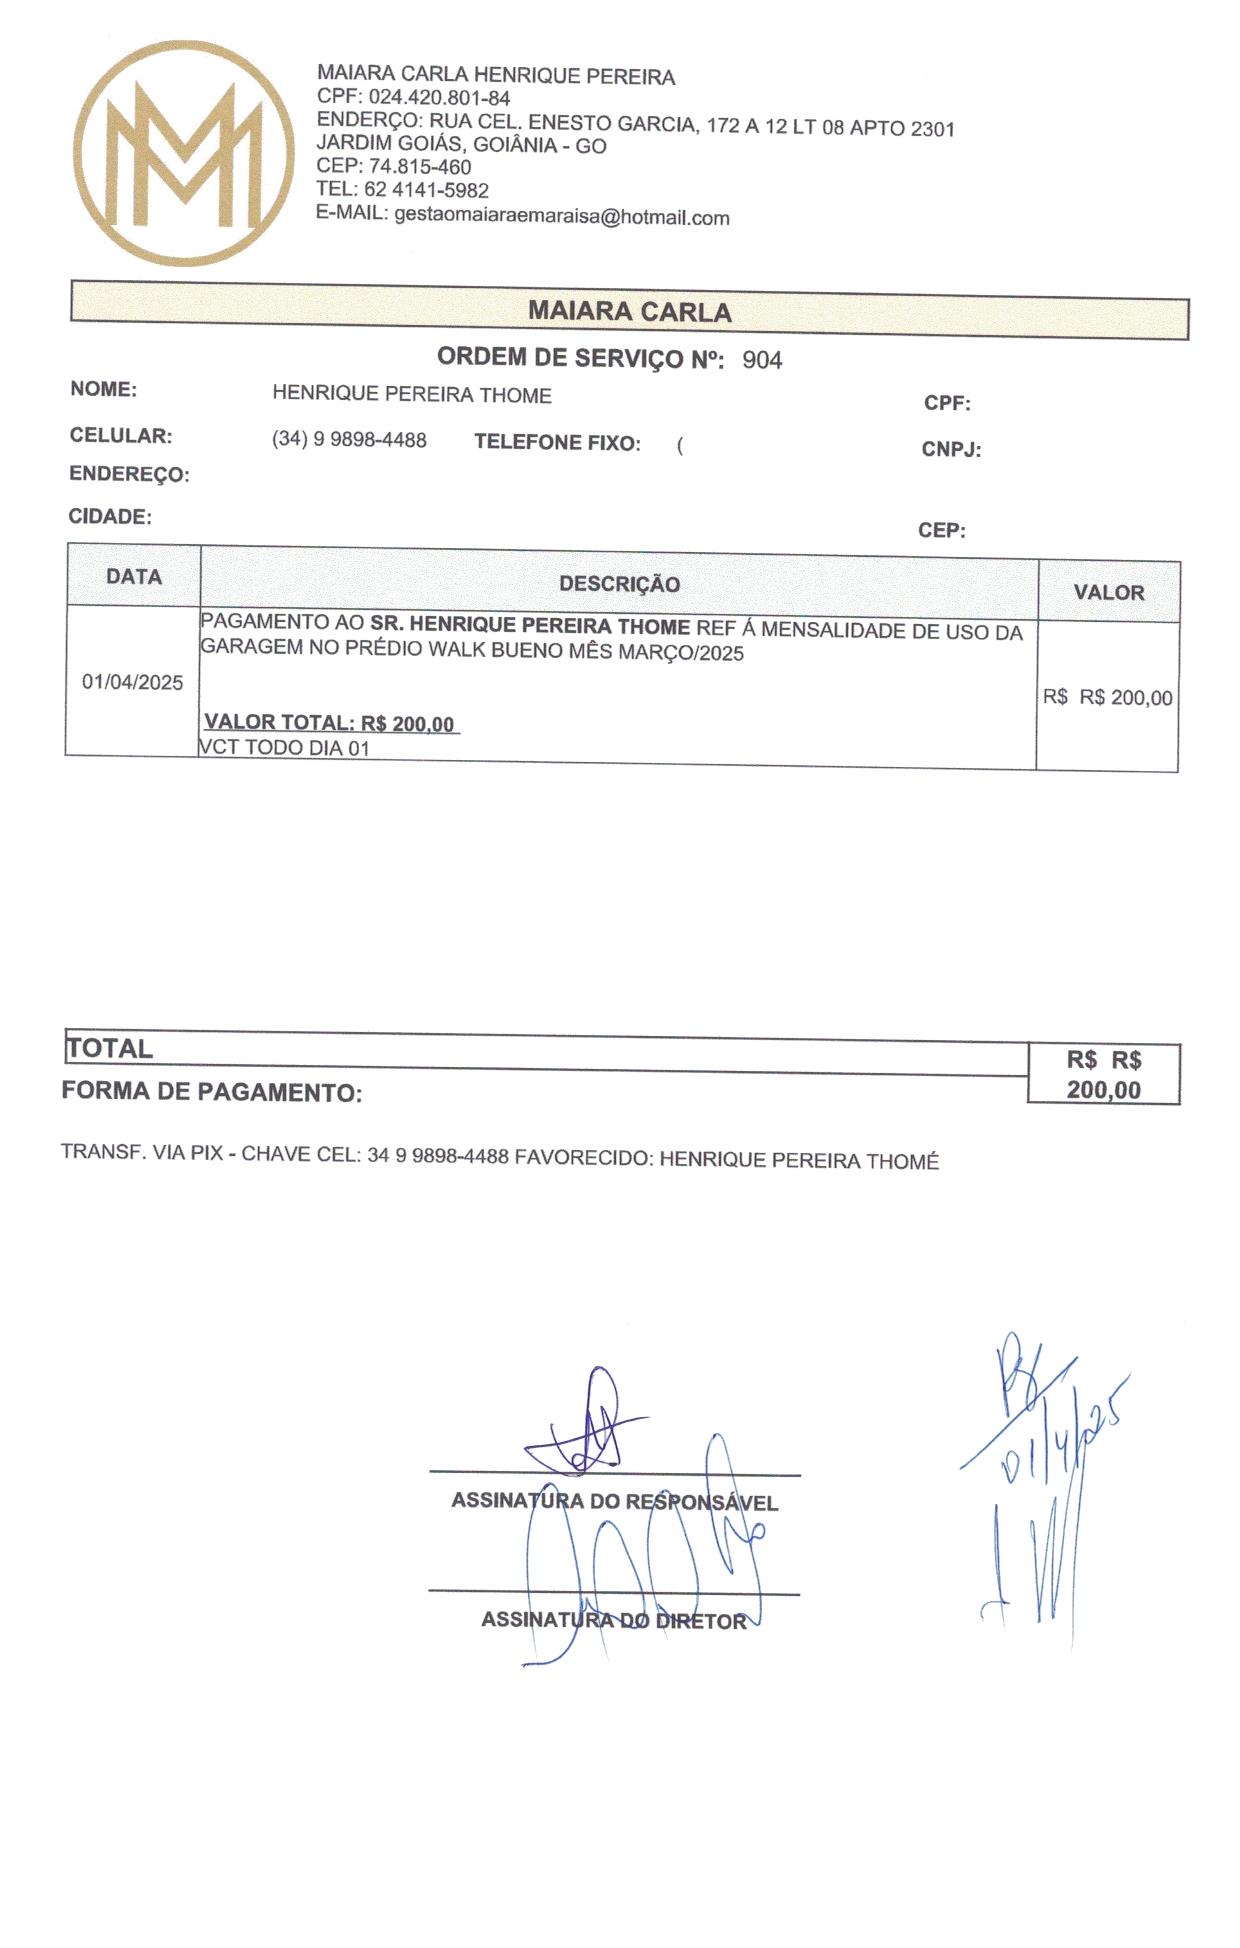 MAIARA CARLA HENRIQUE PEREIRA
CPF: 024.420.801-84
ENDERÇO: RUA CEL. ENESTO GARCIA, 172 A 12 LT 08 APTO 2301
JARDIM GOIÁS, GOIÂNIA - GO
CEP: 74.815-460
TEL: 62 4141-5982
E-MAIL: gestaomaiaraemaraisa@hotmail.com
MAIARA CARLA
ORDEM DE SERVIÇO Nº: 904
NOME: HENRIQUE PEREIRA THOME CPF:
CELULAR: (34) 9 9898-4488 TELEFONE FIXO: ( CNPJ:
ENDEREÇO:
CIDADE: CEP:
DATA DESCRIÇÃO VALOR
PAGAMENTO AO SR. HENRIQUE PEREIRA THOME REF Á MENSALIDADE DE USO DA
GARAGEM NO PRÉDIO WALK BUENO MÊS MARÇO/2025
01/04/2025 R$ R$ 200,00
VALOR TOTAL: R$ 200,00
VCT TODO DIA 01
TOTAL R$ R$
200,00
FORMA DE PAGAMENTO:
TRANSF. VIA PIX - CHAVE CEL: 34 9 9898-4488 FAVORECIDO: HENRIQUE PEREIRA THOMÉ
01/4/25
ASSINATURA DO RESPONSÁVEL
ASSINATURA DO DIRETOR